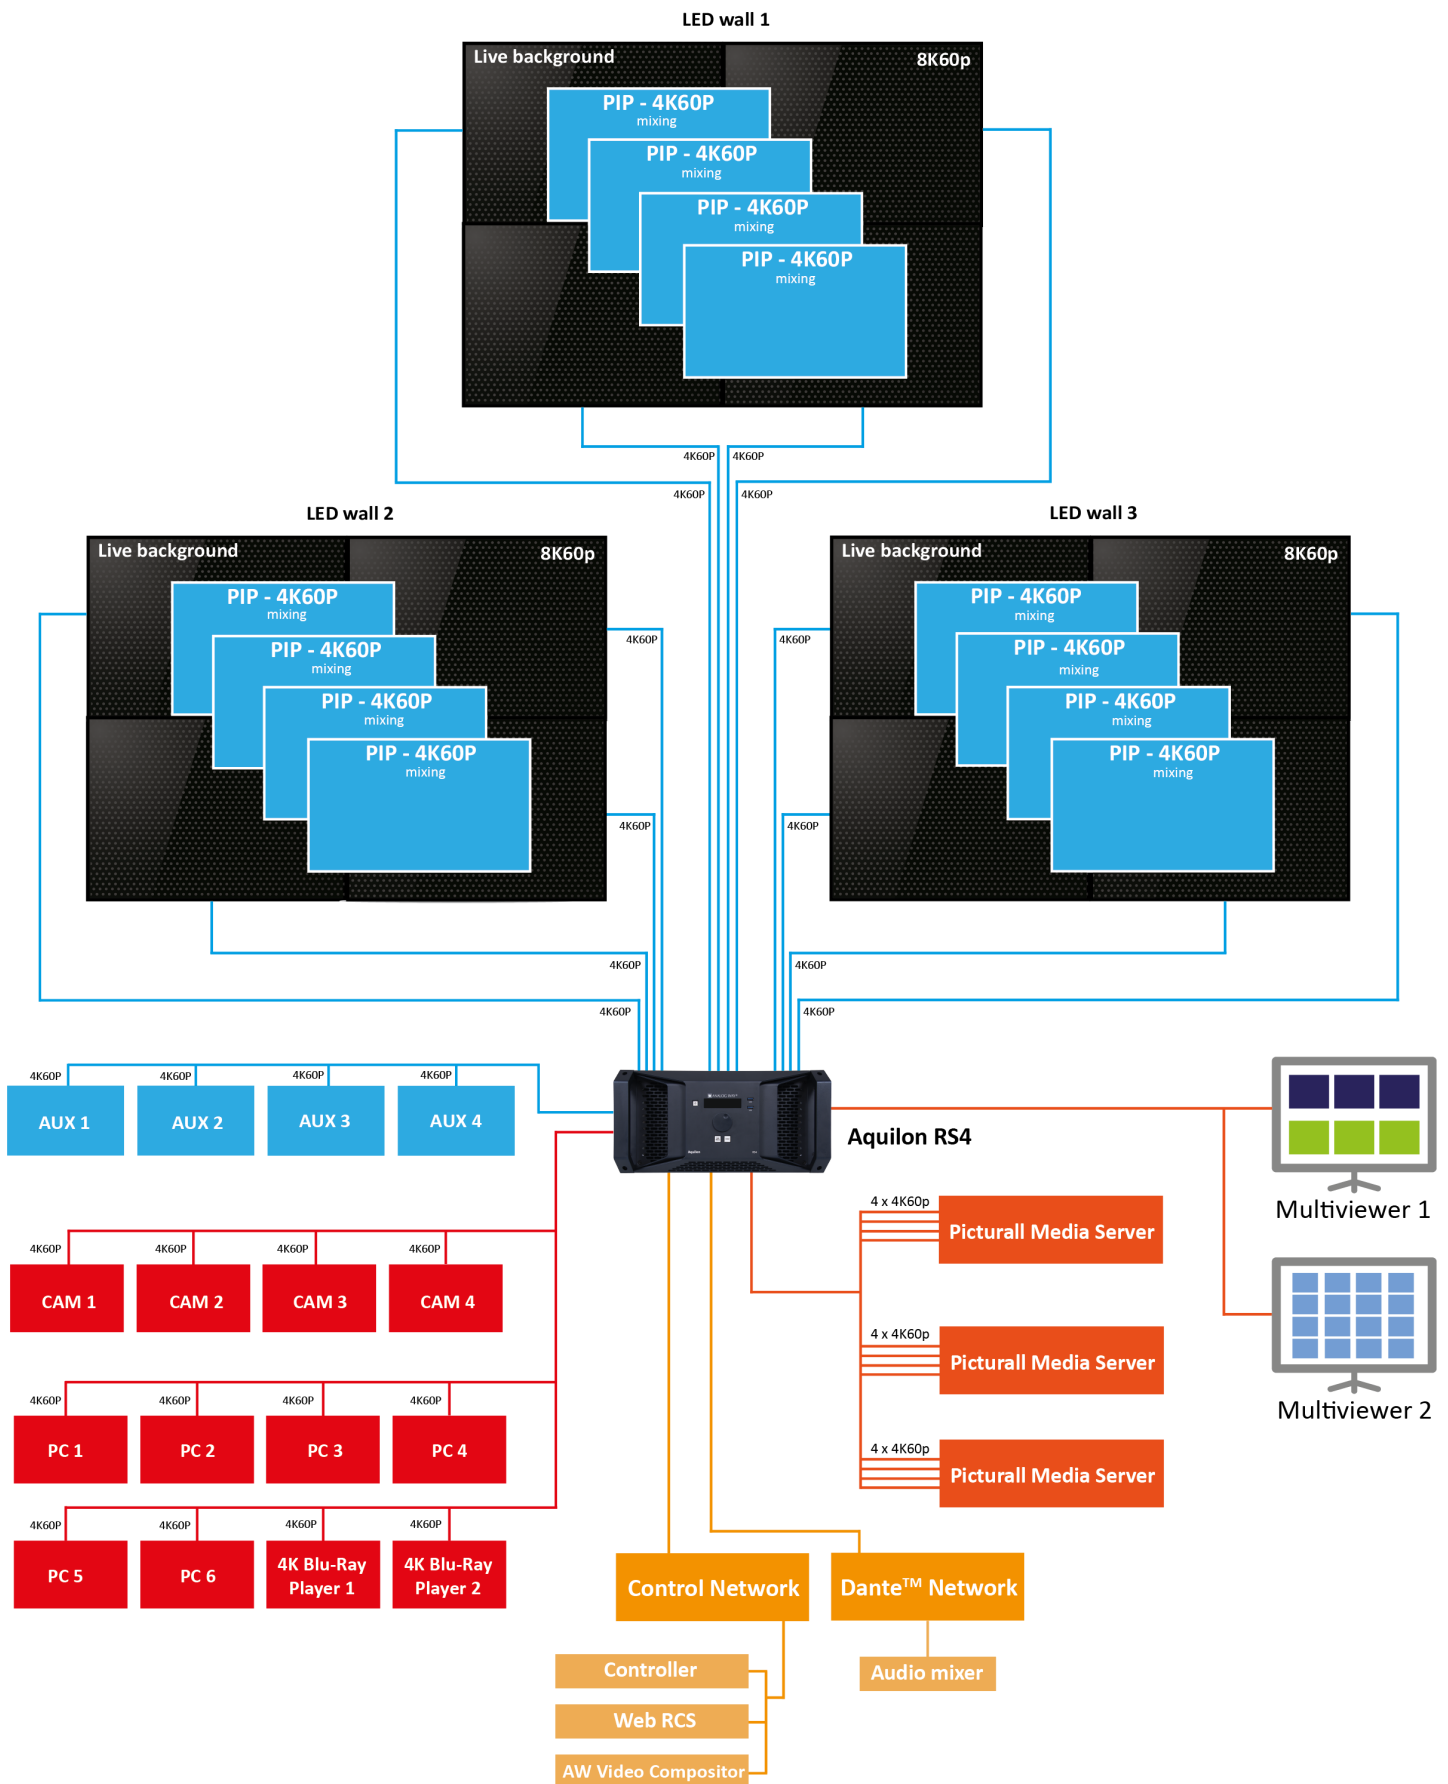 LED wall 1
Live background
8K60p
PIP - 4K60P
mixing
PIP - 4K60P
mixing
PIP - 4K60P
mixing
PIP - 4K60P
mixing
4K60P
4K60P
4K60P
4K60P
LED wall 2
Live background
8K60p
PIP - 4K60P
mixing
PIP - 4K60P
mixing
PIP - 4K60P
mixing
PIP - 4K60P
mixing
4K60P
4K60P
4K60P
4K60P
LED wall 3
Live background
8K60p
PIP - 4K60P
mixing
PIP - 4K60P
mixing
PIP - 4K60P
mixing
PIP - 4K60P
mixing
4K60P
4K60P
4K60P
4K60P
4K60P
4K60P
4K60P
4K60P
AUX 1
AUX 2
AUX 3
AUX 4
Aquilon RS4
Multiviewer 1
Multiviewer 2
4K60P
4K60P
4K60P
4K60P
CAM 1
CAM 2
CAM 3
CAM 4
4K60P
4K60P
4K60P
4K60P
PC 1
PC 2
PC 3
PC 4
4K60P
4K60P
4K60P
4K60P
PC 5
PC 6
4K Blu-Ray
Player 1
4K Blu-Ray
Player 2
4 x 4K60p
Picturall Media Server
4 x 4K60p
Picturall Media Server
4 x 4K60p
Picturall Media Server
Control Network
Dante™ Network
Controller
Web RCS
AW Video Compositor
Audio mixer